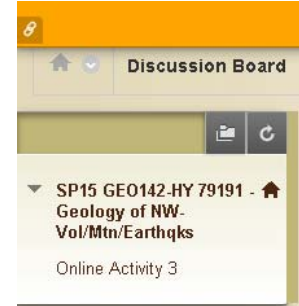 Discussion Board
SP15 GEO142-HY 79191 -
Geology of NW-
Vol/Mtn/Earthqks
Online Activity 3